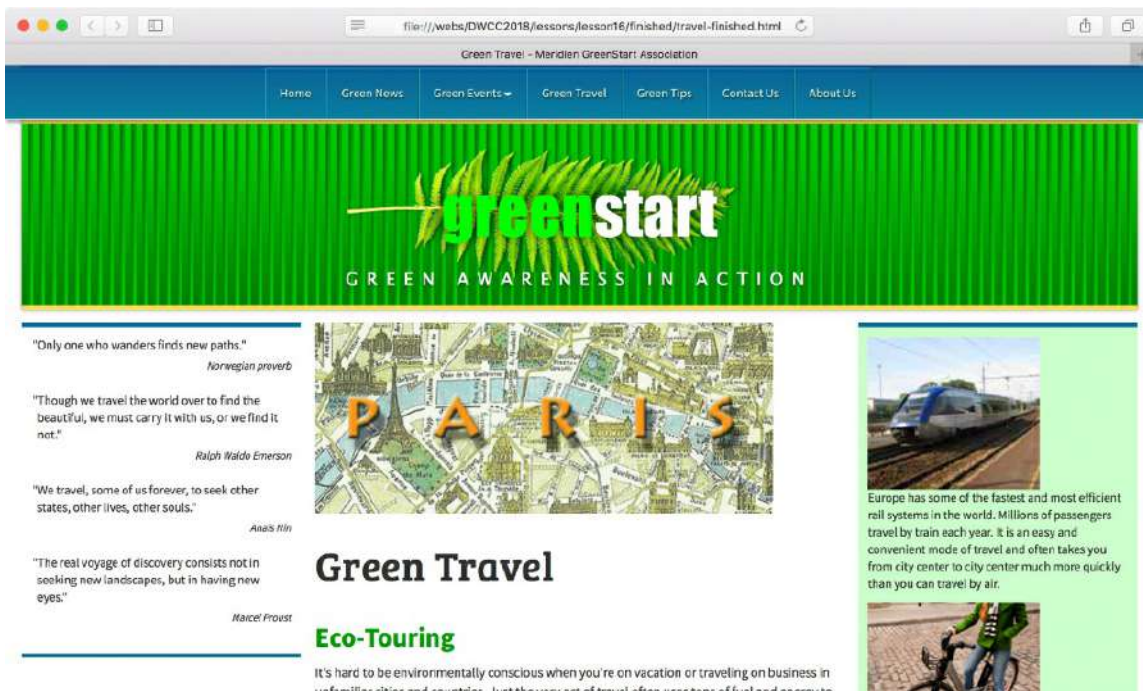 file:///webs/DWCC2018/lessons/lesson16/finished/travel-finished.html
Green Travel - Meridien GreenStart Association
Home Green News Green Events Green Travel Green Tips Contact Us About Us
greenstart
GREEN AWARENESS IN ACTION
"Only one who wanders finds new paths."
Norwegian proverb
"Though we travel the world over to find the
beautiful, we must carry it with us, or we find it
not."
Ralph Waldo Emerson
"We travel, some of us forever, to seek other
states, other lives, other souls."
Anaïs Nin
"The real voyage of discovery consists not in
seeking new landscapes, but in having new
eyes."
Marcel Proust
PARIS
Green Travel
Eco-Touring
It's hard to be environmentally conscious when you're on vacation or traveling on business in
Europe has some of the fastest and most efficient
rail systems in the world. Millions of passengers
travel by train each year. It is an easy and
convenient mode of travel and often takes you
from city center to city center much more quickly
than you can travel by air.